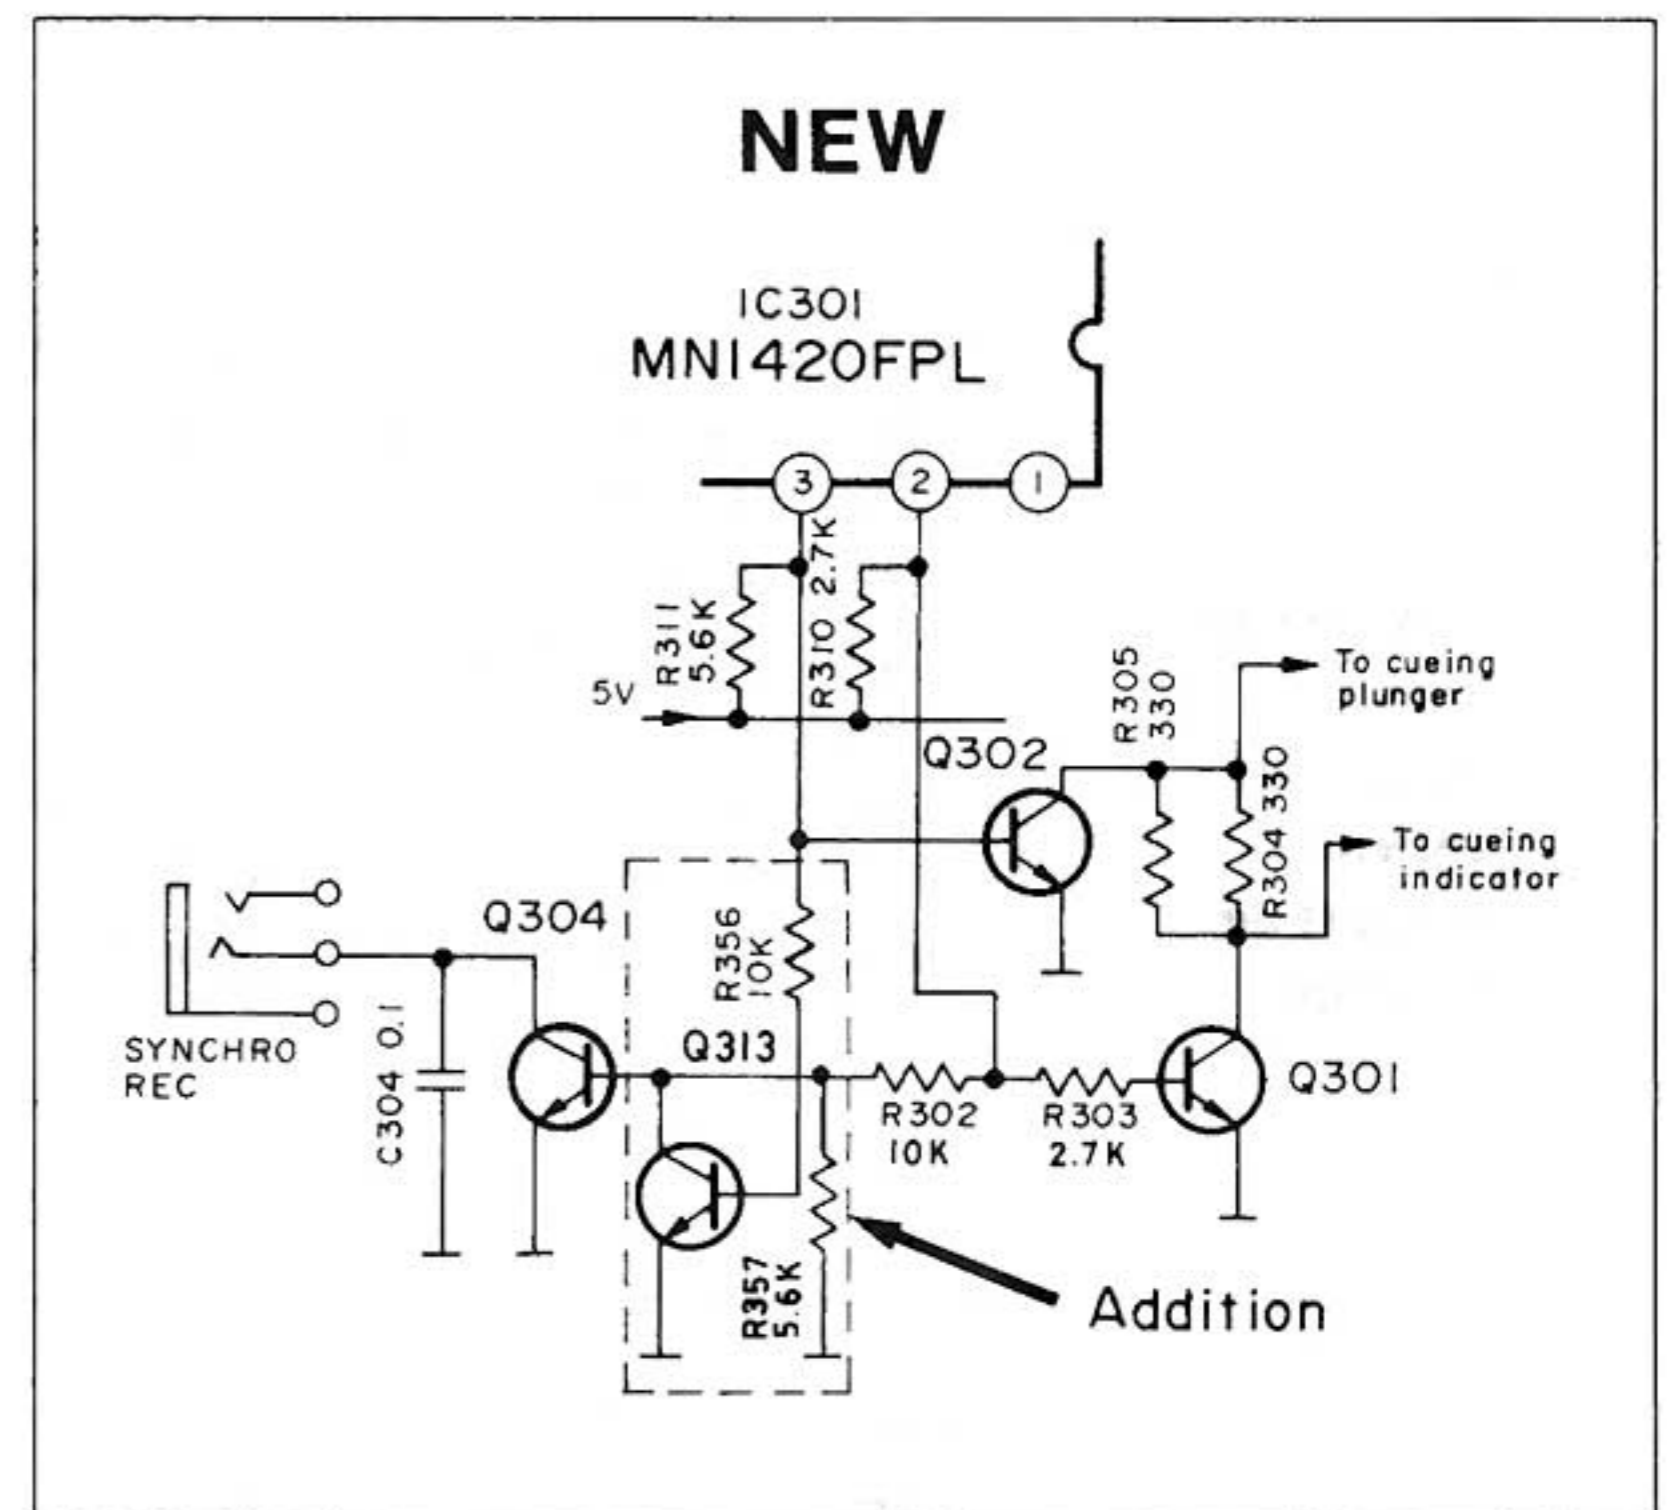 NEW
IC301
MN1420FPL
3
2
1
R311
5.6K
R310 2.7K
5V
Q302
R305
330
To cueing
plunger
R304 330
To cueing
indicator
Q304
R356
10K
SYNCHRO
REC
C304 0.1
Q313
R302
10K
R303
2.7K
Q301
R357
5.6K
Addition